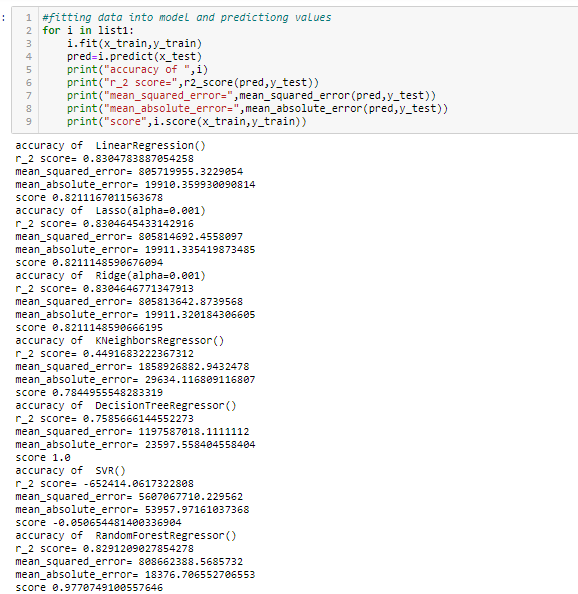 : 1 #fitting data into model and predictiong values
2 for i in list1:
3 i.fit(x_train,y_train)
4 pred=i.predict(x_test)
5 print("accuracy of ",i)
6 print("r_2 score=",r2_score(pred,y_test))
7 print("mean_squared_error=",mean_squared_error(pred,y_test))
8 print("mean_absolute_error=",mean_absolute_error(pred,y_test))
9 print("score",i.score(x_train,y_train))
accuracy of  LinearRegression()
r_2 score= 0.8304783887054258
mean_squared_error= 805719955.3229054
mean_absolute_error= 19910.359930090814
score 0.8211167011563678
accuracy of  Lasso(alpha=0.001)
r_2 score= 0.8304645433142916
mean_squared_error= 805814692.4558097
mean_absolute_error= 19911.335419873485
score 0.8211148590676094
accuracy of  Ridge(alpha=0.001)
r_2 score= 0.8304646771347913
mean_squared_error= 805813642.8739568
mean_absolute_error= 19911.320184306605
score 0.8211148590666195
accuracy of  KNeighborsRegressor()
r_2 score= 0.4491683222367312
mean_squared_error= 1858926882.9432478
mean_absolute_error= 29634.116809116807
score 0.7844955548283319
accuracy of  DecisionTreeRegressor()
r_2 score= 0.7585666144552273
mean_squared_error= 1197587018.1111112
mean_absolute_error= 23597.558404558404
score 1.0
accuracy of  SVR()
r_2 score= -652414.0617322808
mean_squared_error= 5607067710.229562
mean_absolute_error= 53957.97161037368
score -0.050654481400336904
accuracy of  RandomForestRegressor()
r_2 score= 0.8291209027854278
mean_squared_error= 808662388.5685732
mean_absolute_error= 18376.706552706553
score 0.9770749100557646